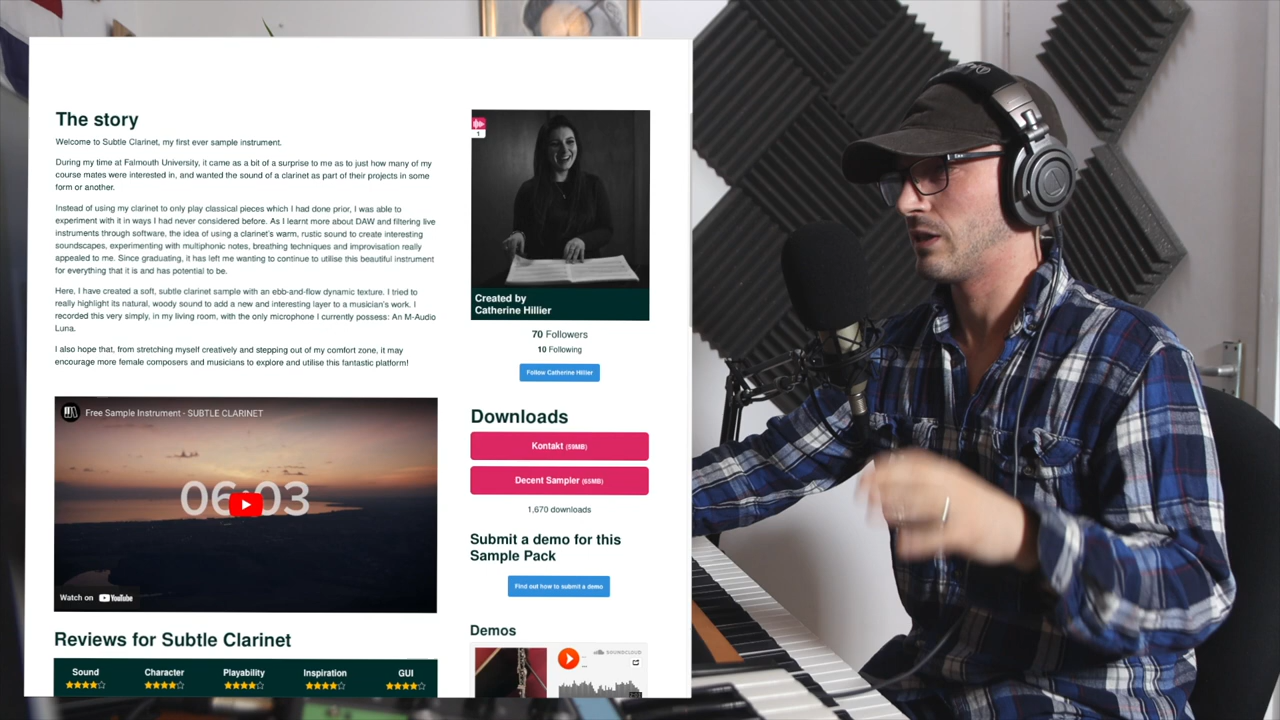 The story
Welcome to Subtle Clarinet, my first ever sample instrument.
During my time at Falmouth University, it came as a bit of a surprise to me as to just how many of my
course mates were interested in, and wanted the sound of a clarinet as part of their projects in some
form or another.
Instead of using my clarinet to only play classical pieces which I had done prior, I was able to
experiment with it in ways I had never considered before. As I learnt more about DAW and filtering live
instruments through software, the idea of using a clarinet's warm, rustic sound to create interesting
soundscapes, experimenting with multiphonic notes, breathing techniques and improvisation really
appealed to me. Since graduating, it has left me wanting to continue to utilise this beautiful instrument
for everything that it is and has potential to be.
Here, I have created a soft, subtle clarinet sample with an ebb-and-flow dynamic texture. I tried to
really highlight its natural, woody sound to add a new and interesting layer to a musician's work. I
recorded this very simply, in my living room, with the only microphone I currently possess: An M-Audio
Luna.
I also hope that, from stretching myself creatively and stepping out of my comfort zone, it may
encourage more female composers and musicians to explore and utilise this fantastic platform!
Free Sample Instrument - SUBTLE CLARINET
06:03
Watch on YouTube
Reviews for Subtle Clarinet
Sound Character Playability Inspiration GUI
1
Created by
Catherine Hillier
70 Followers
10 Following
Follow Catherine Hillier
Downloads
Kontakt (59MB)
Decent Sampler (65MB)
1,670 downloads
Submit a demo for this
Sample Pack
Find out how to submit a demo
Demos
SOUNDCLOUD